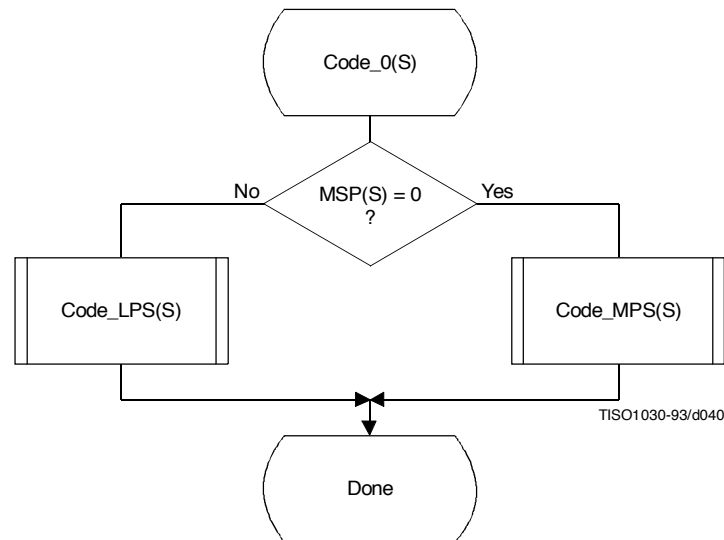 Code_0(S)
No
MSP(S) = 0
?
Yes
Code_LPS(S)
Code_MPS(S)
TISO1030-93/d040
Done